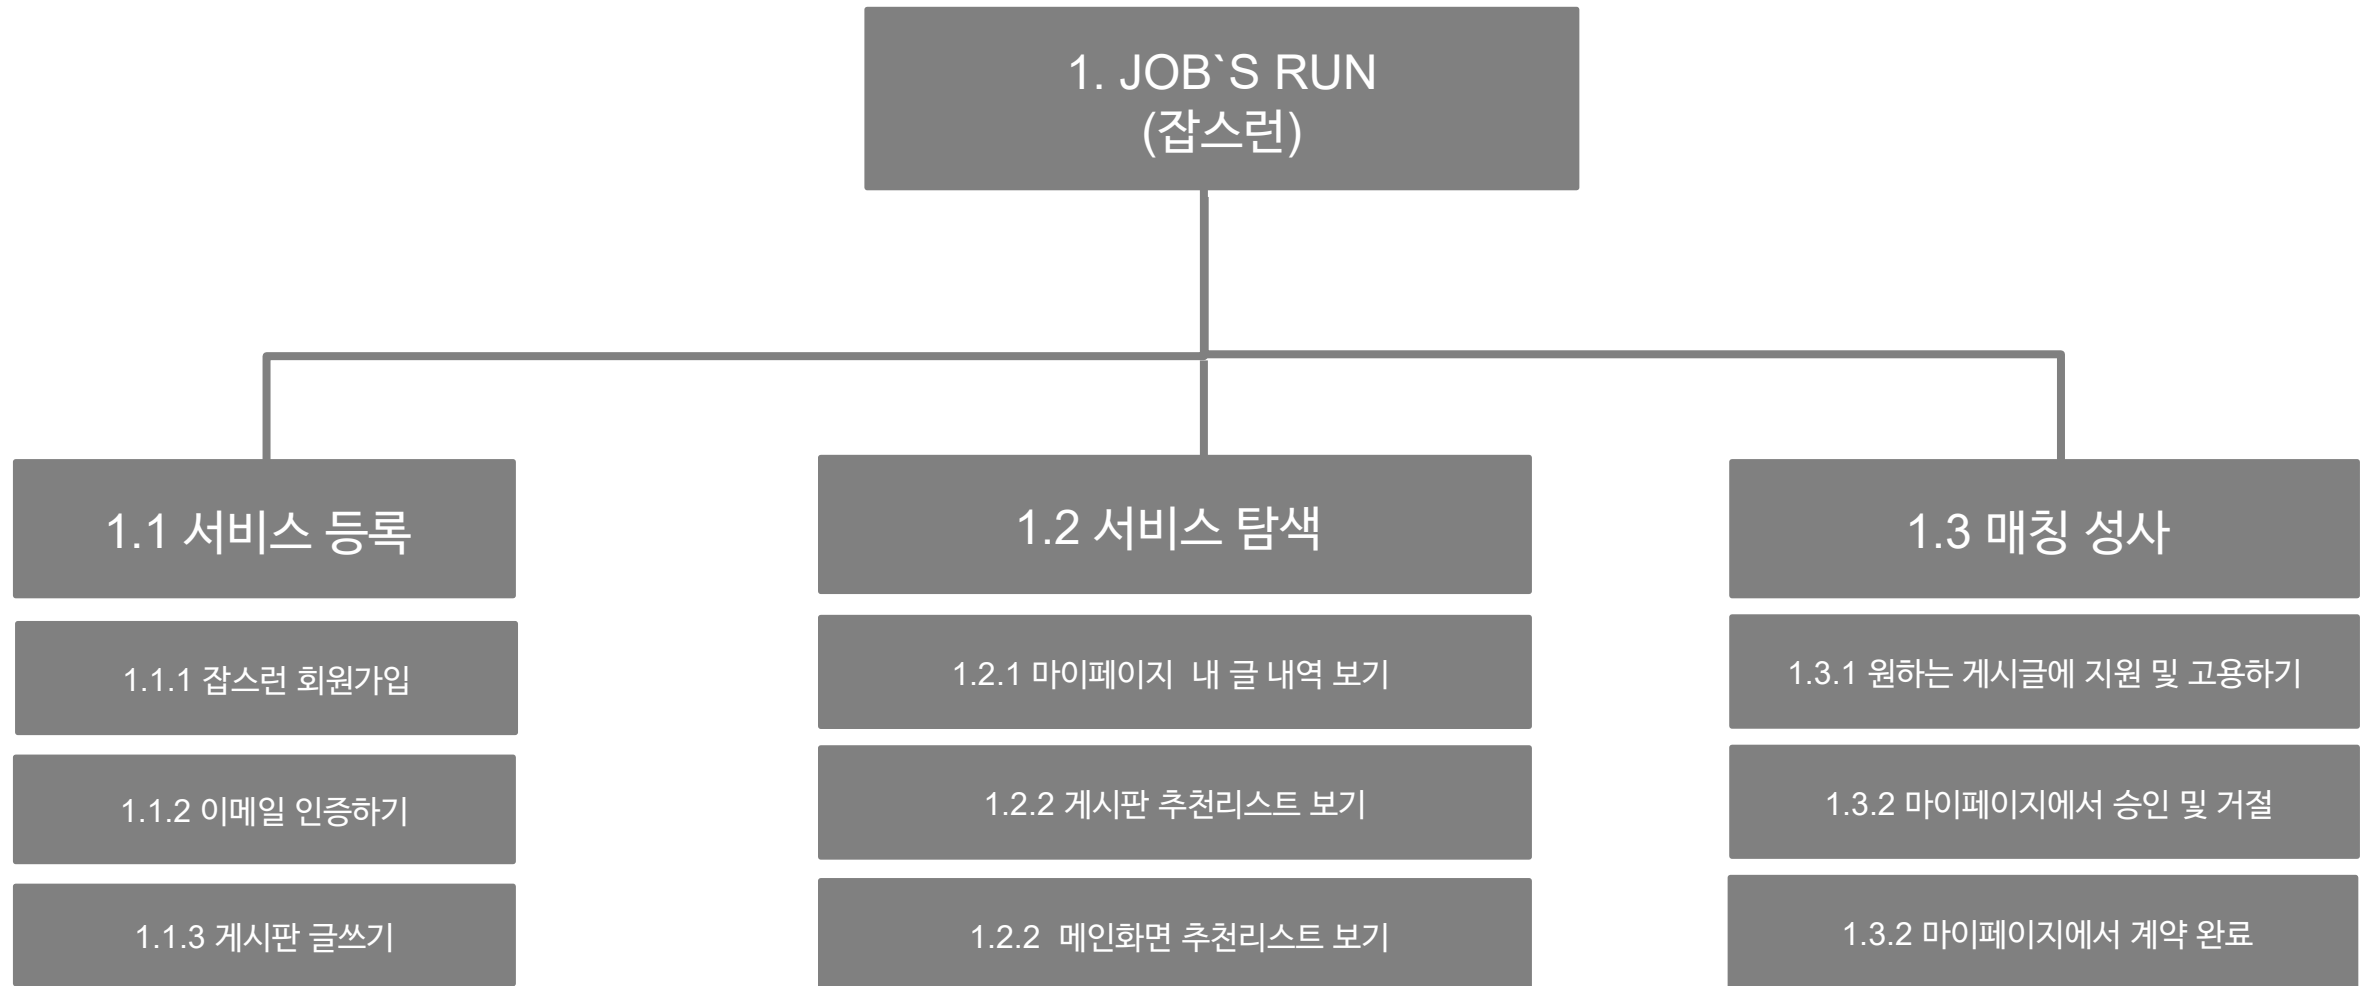 1. JOB`S RUN
(잡스런)
1.1 서비스 등록
1.1.1 잡스런 회원가입
1.1.2 이메일 인증하기
1.1.3 게시판 글쓰기
1.2 서비스 탐색
1.2.1 마이페이지  내 글 내역 보기
1.2.2 게시판 추천리스트 보기
1.2.2  메인화면 추천리스트 보기
1.3 매칭 성사
1.3.1 원하는 게시글에 지원 및 고용하기
1.3.2 마이페이지에서 승인 및 거절
1.3.2 마이페이지에서 계약 완료